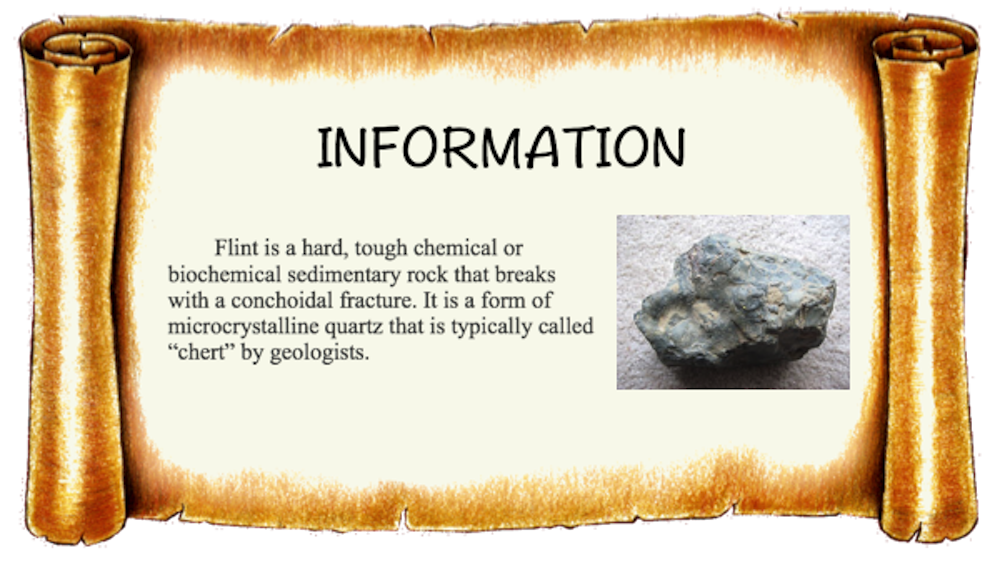 INFORMATION
Flint is a hard, tough chemical or
biochemical sedimentary rock that breaks
with a conchoidal fracture. It is a form of
microcrystalline quartz that is typically called
“chert” by geologists.